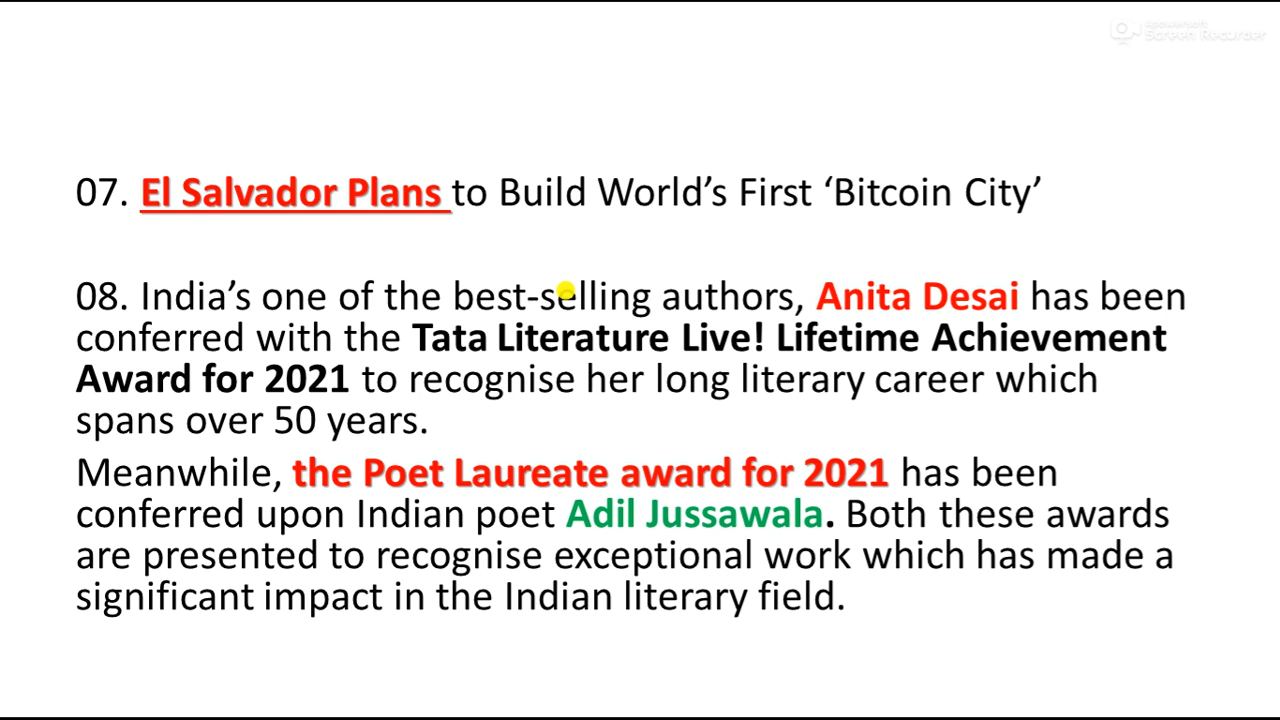 Apowersoft
Screen Recorder
07. El Salvador Plans to Build World’s First ‘Bitcoin City’
08. India’s one of the best-selling authors, Anita Desai has been
conferred with the Tata Literature Live! Lifetime Achievement
Award for 2021 to recognise her long literary career which
spans over 50 years.
Meanwhile, the Poet Laureate award for 2021 has been
conferred upon Indian poet Adil Jussawala. Both these awards
are presented to recognise exceptional work which has made a
significant impact in the Indian literary field.